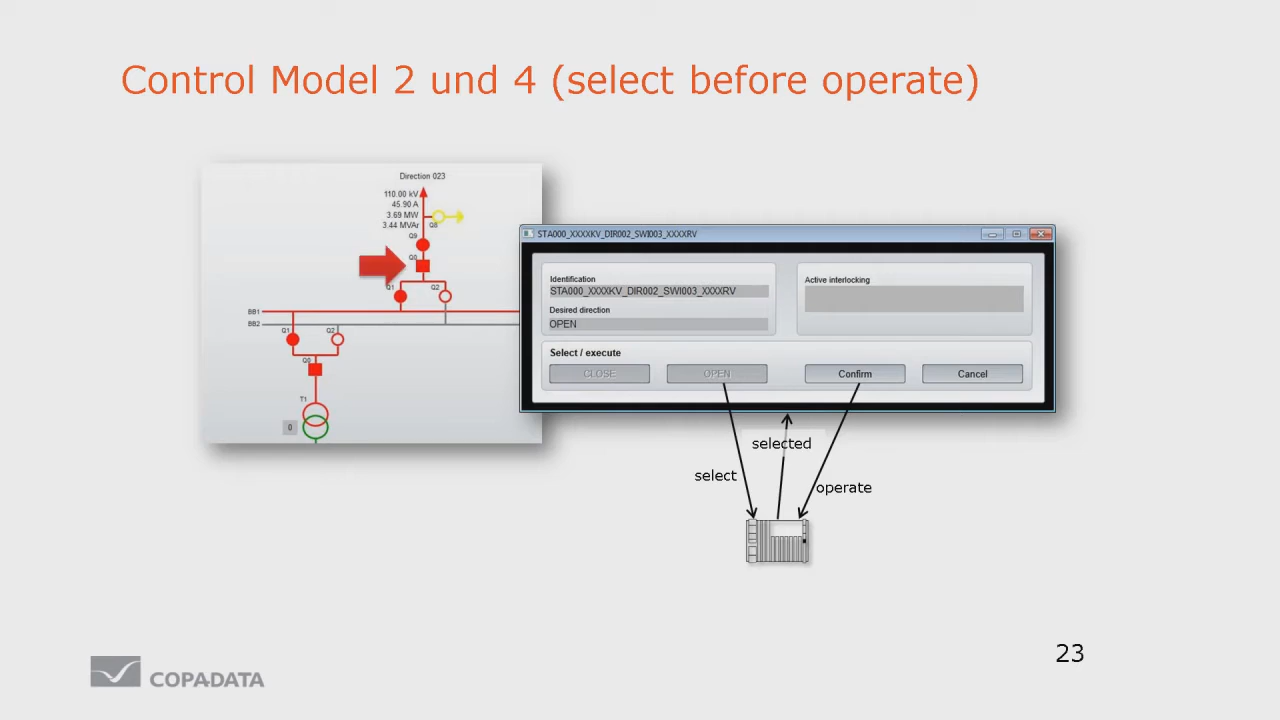 Control Model 2 und 4 (select before operate)
Direction 023
110.00 kV
45.90 A
3.69 MW
3.44 MVAr
Q8
Q9
Q0
Q1
Q2
BB1
BB2
Q1
Q2
Q0
T1
0
STA000_XXXXKV_DIR002_SWI003_XXXXRV
Identification
STA000_XXXXKV_DIR002_SWI003_XXXXRV
Desired direction
OPEN
Active interlocking
Select / execute
CLOSE
OPEN
Confirm
Cancel
selected
select
operate
23
COPADATA